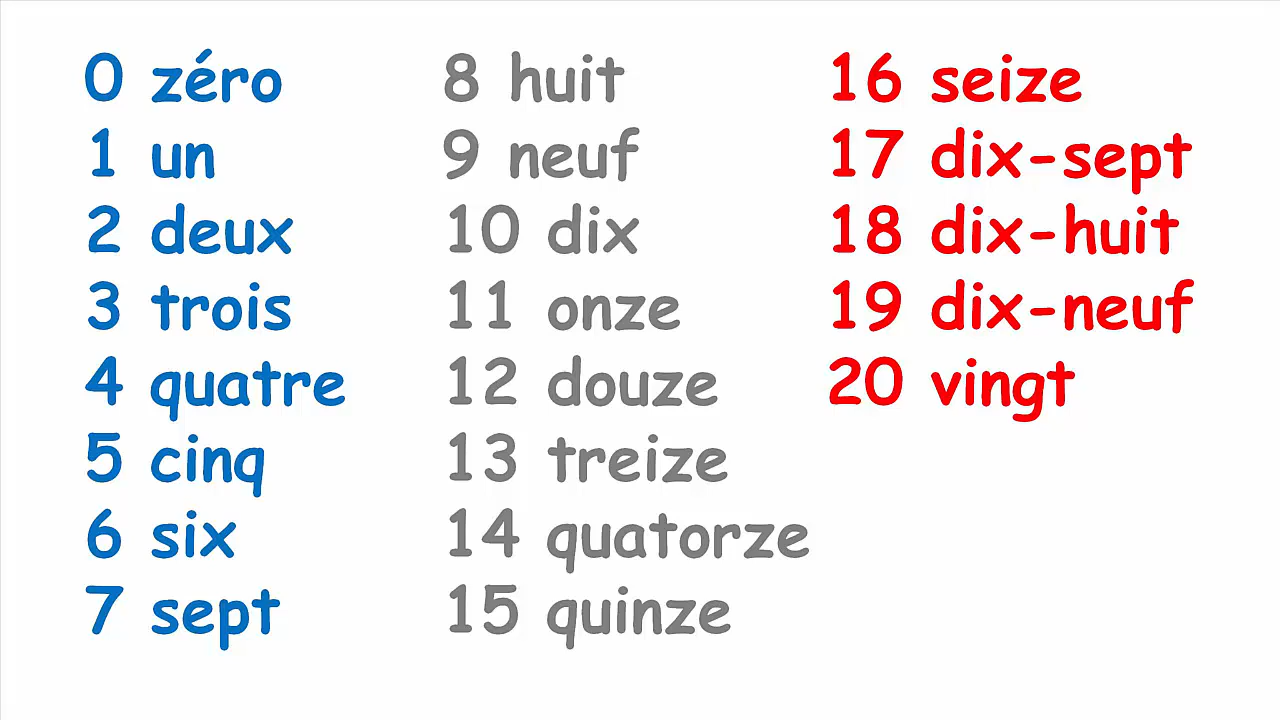 0 zéro
1 un
2 deux
3 trois
4 quatre
5 cinq
6 six
7 sept
8 huit
9 neuf
10 dix
11 onze
12 douze
13 treize
14 quatorze
15 quinze
16 seize
17 dix-sept
18 dix-huit
19 dix-neuf
20 vingt